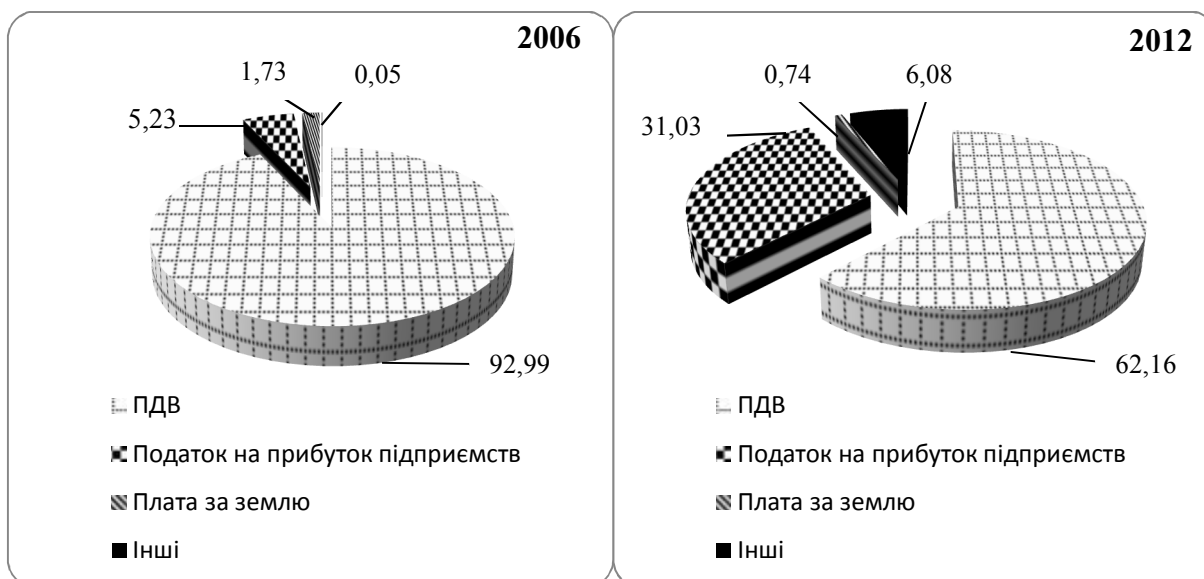 2006
1,73
0,05
5,23
92,99
ПДВ
Податок на прибуток підприємств
Плата за землю
Інші
2012
0,74
6,08
31,03
62,16
ПДВ
Податок на прибуток підприємств
Плата за землю
Інші